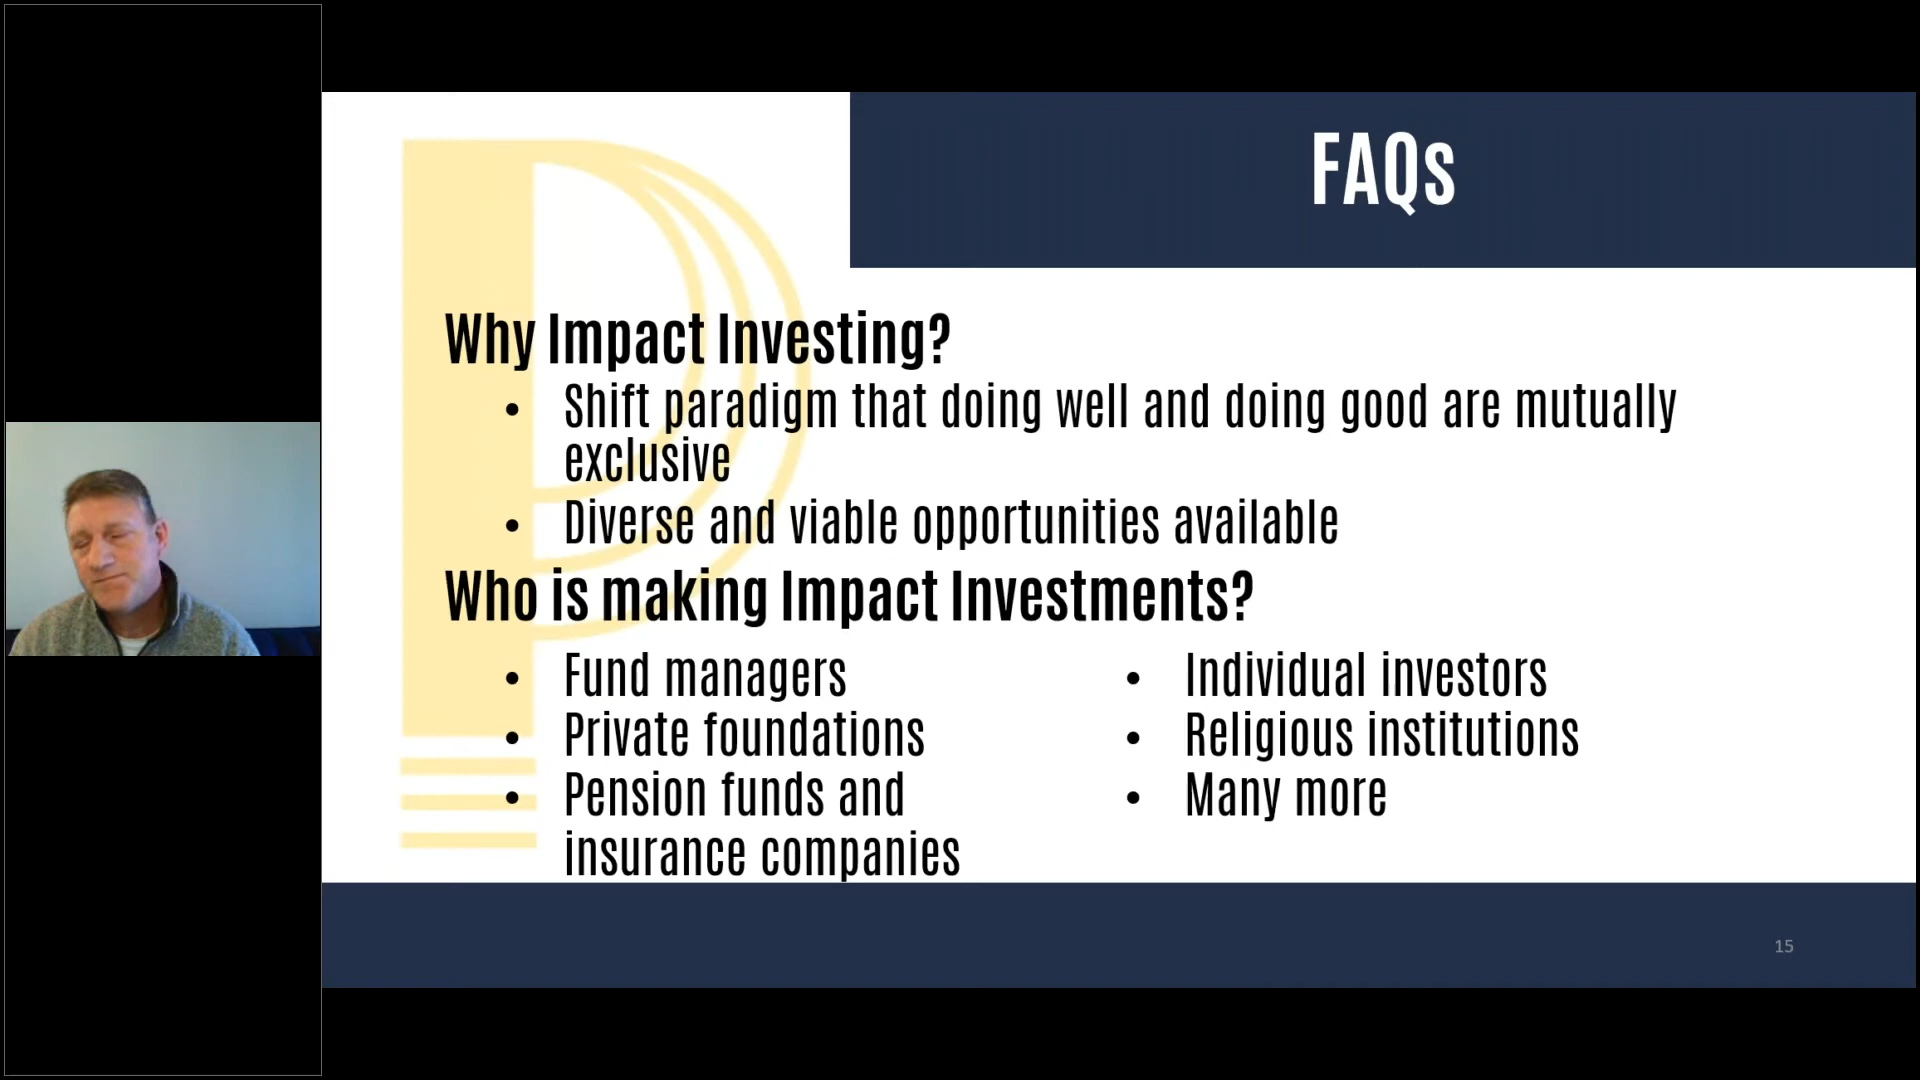 FAQs
Why Impact Investing?
• Shift paradigm that doing well and doing good are mutually
exclusive
• Diverse and viable opportunities available
Who is making Impact Investments?
• Fund managers
• Private foundations
• Pension funds and
insurance companies
• Individual investors
• Religious institutions
• Many more
15